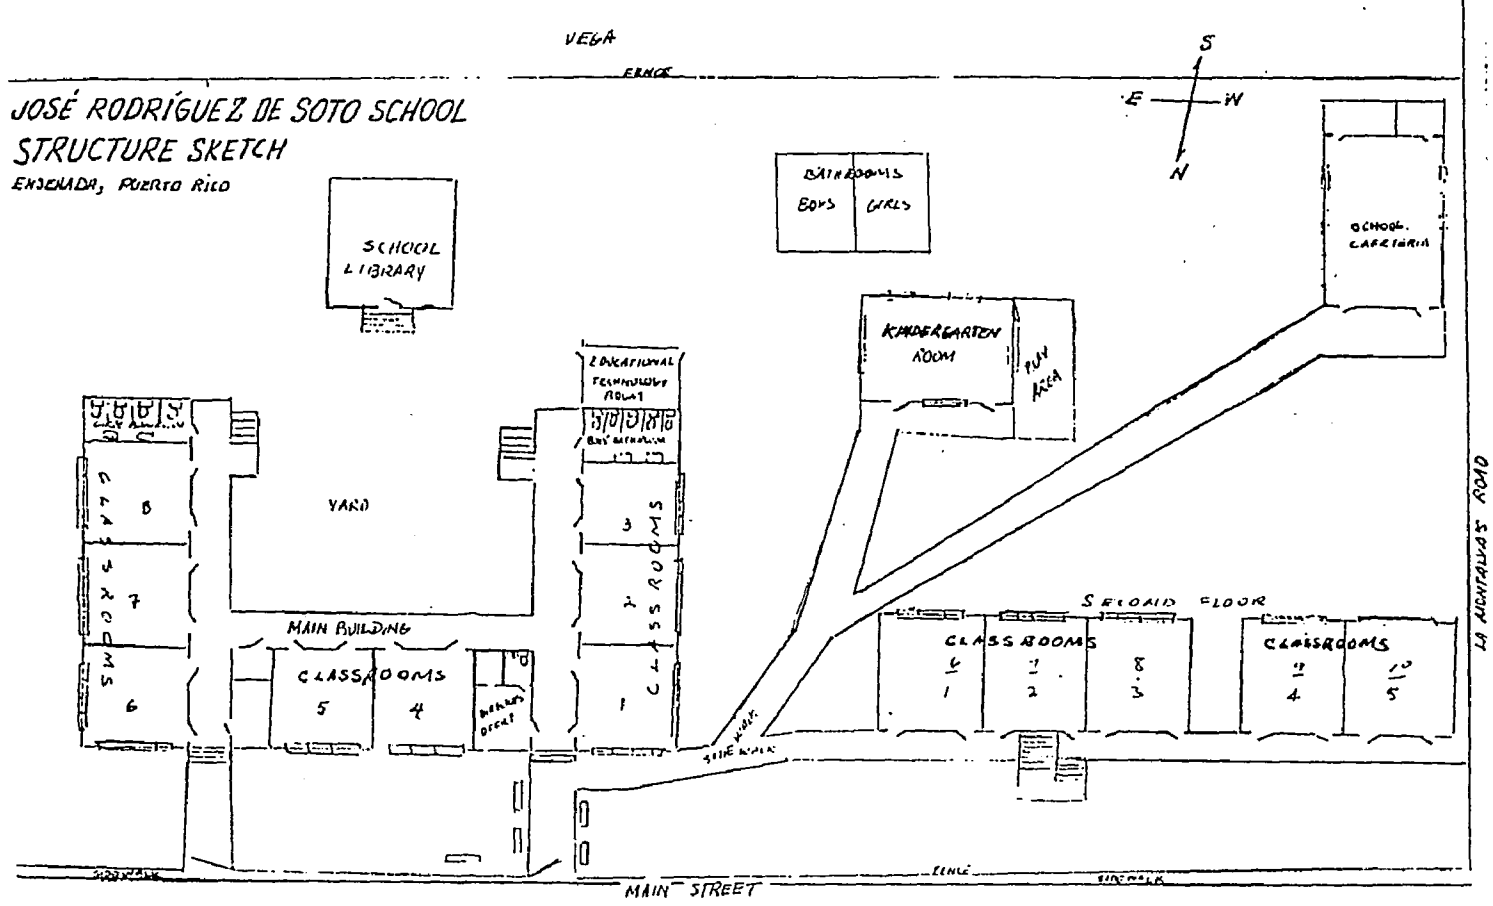 VEGA
FENCE
S
E W
N
JOSÉ RODRÍGUEZ DE SOTO SCHOOL
STRUCTURE SKETCH
ENSENADA, PUERTO RICO
BATHROOMS
BOYS GIRLS
SCHOOL
LIBRARY
SCHOOL
CAFETERIA
KINDERGARTEN
ROOM
PLAY
AREA
EDUCATIONAL
TECHNOLOGY
8
7
6
CLASSROOMS
YARD
3
2
1
CLASSROOMS
MAIN BUILDING
CLASSROOMS
5 4
SECOND FLOOR
CLASSROOMS
6 7 8
1 2 3
CLASSROOMS
9 10
4 5
SIDEWALK
SIDEWALK
LA MONTALVAS ROAD
SIDEWALK
FENCE
SIDEWALK
MAIN STREET